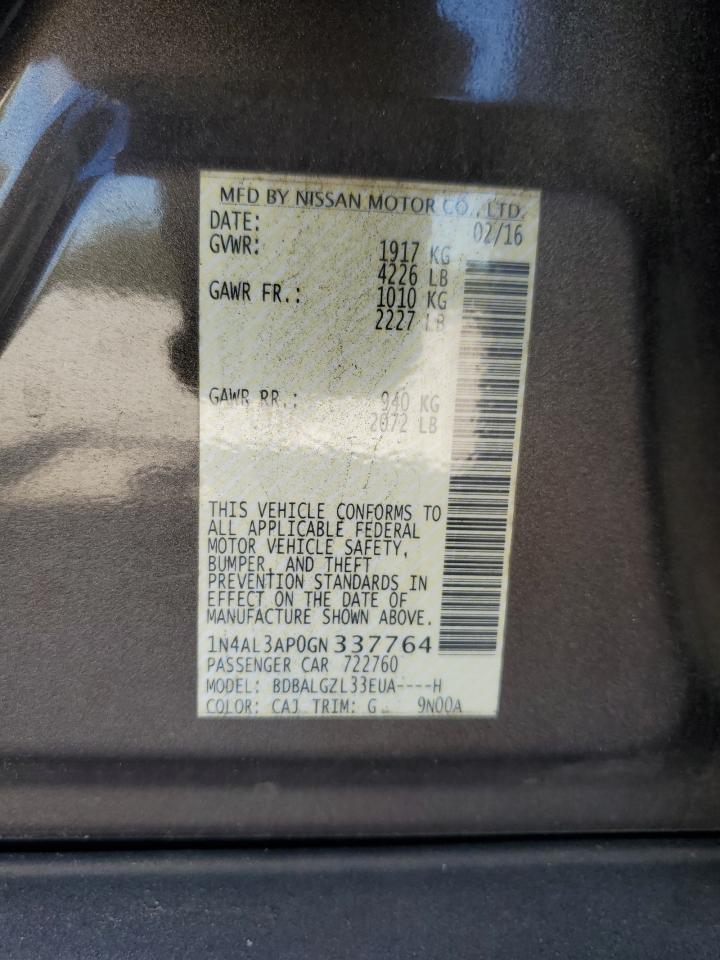 MFD BY NISSAN MOTOR CO., LTD.
DATE: 02/16
GVWR: 1917 KG
4226 LB
GAWR FR.: 1010 KG
2227 LB
GAWR RR.: 940 KG
2072 LB
THIS VEHICLE CONFORMS TO
ALL APPLICABLE FEDERAL
MOTOR VEHICLE SAFETY,
BUMPER, AND THEFT
PREVENTION STANDARDS IN
EFFECT ON THE DATE OF
MANUFACTURE SHOWN ABOVE.
1N4AL3AP0GN 337764
PASSENGER CAR 722760
MODEL: BDBALGZL33EUA----H
COLOR: CAJ TRIM: G 9N00A